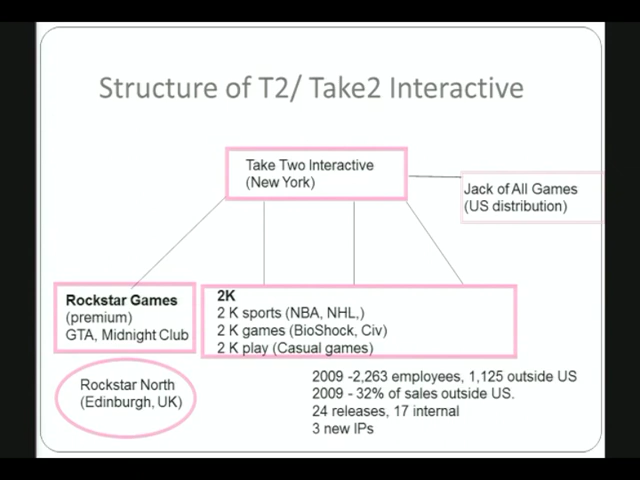 Structure of T2/ Take2 Interactive
Take Two Interactive
(New York)
Jack of All Games
(US distribution)
Rockstar Games
(premium)
GTA, Midnight Club
2K
2 K sports (NBA, NHL,)
2 K games (BioShock, Civ)
2 K play (Casual games)
Rockstar North
(Edinburgh, UK)
2009 -2,263 employees, 1,125 outside US
2009 - 32% of sales outside US.
24 releases, 17 internal
3 new IPs